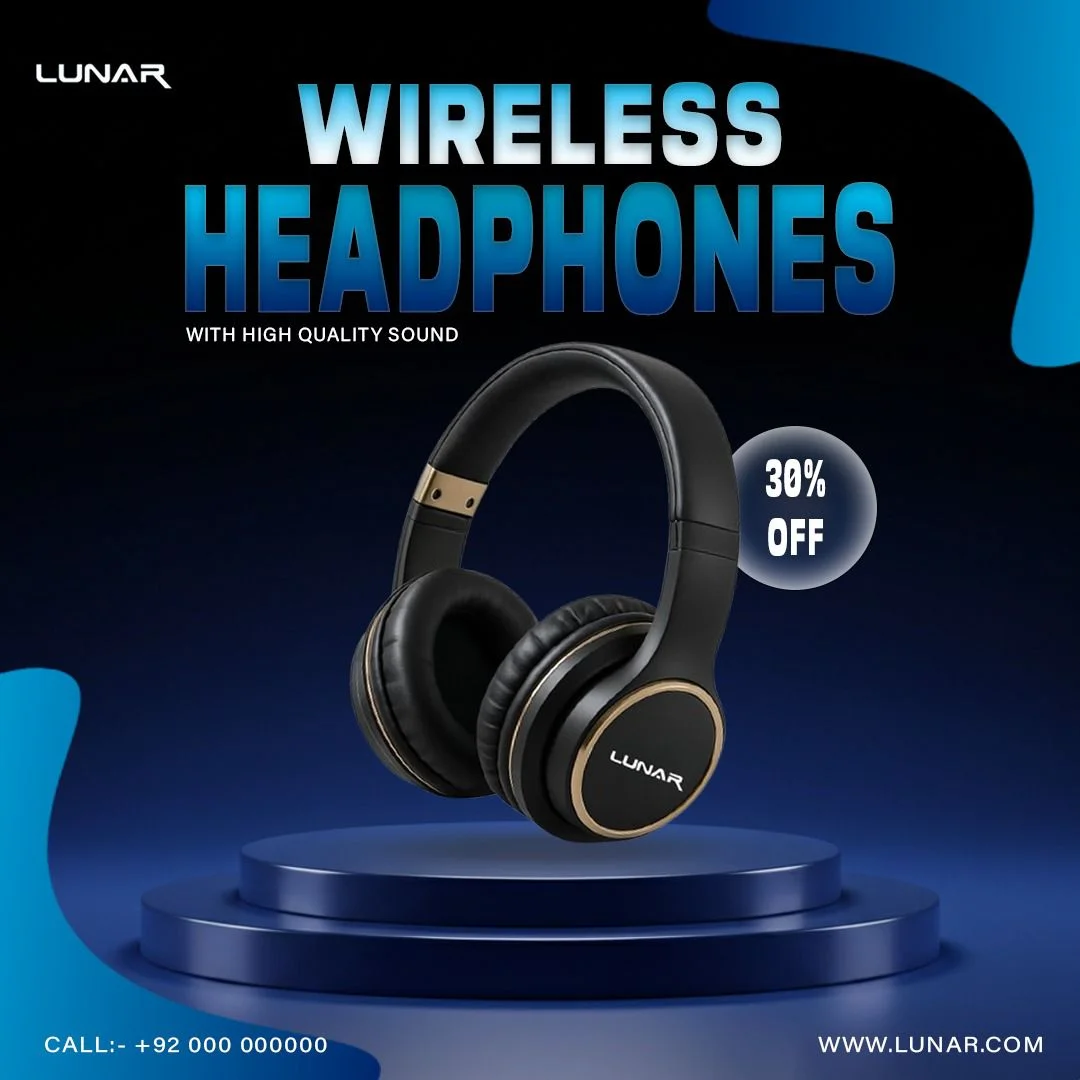 LUNAR
WIRELESS
HEADPHONES
WITH HIGH QUALITY SOUND
30%
OFF
LUNAR
CALL:- +92 000 000000
WWW.LUNAR.COM